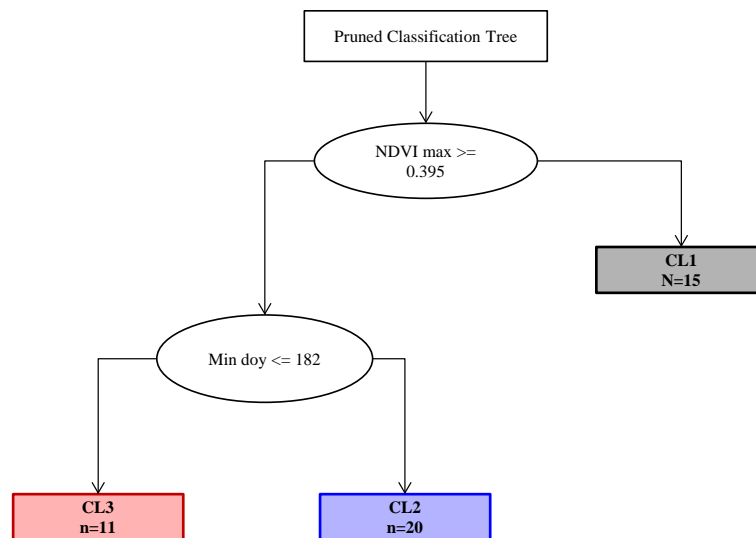 Pruned Classification Tree
NDVI max >=
0.395
CL1
N=15
Min doy <= 182
CL3
n=11
CL2
n=20